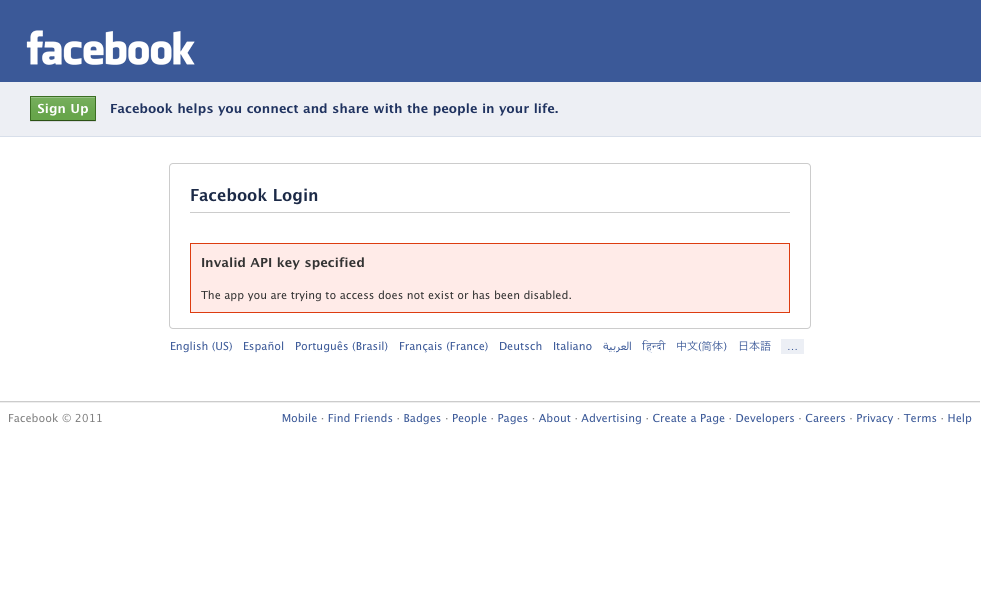 facebook
Sign Up Facebook helps you connect and share with the people in your life.
Facebook Login
Invalid API key specified
The app you are trying to access does not exist or has been disabled.
English (US) Español Português (Brasil) Français (France) Deutsch Italiano العربية हिन्दी 中文(简体) 日本語 ...
Facebook © 2011 Mobile · Find Friends · Badges · People · Pages · About · Advertising · Create a Page · Developers · Careers · Privacy · Terms · Help